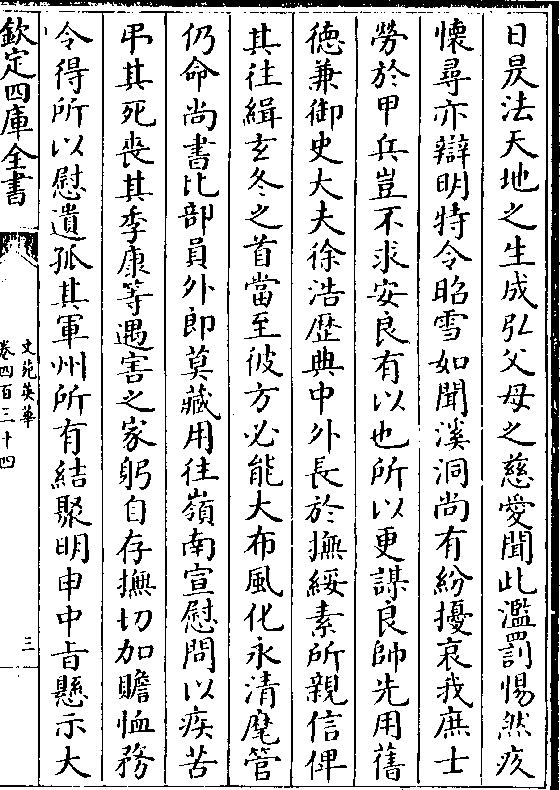 日昃法天地之生成弘父母之慈愛聞此濫罰惕然疚
懷尋亦辯明特令昭雪如聞溪洞尚有紛擾哀我庶士
勞於甲兵豈不求安良有以也所以更謀良帥先用舊
徳兼御史大夫徐浩歴典中外長於撫綏素所親信俾
其往緝玄冬之首當至彼方必能大布風化永清麾管
仍命尚書比部員外郎莫藏用往嶺南宣慰問以疾苦
弔其死喪其季康等遇害之家躬自存撫切加贍恤務
令得所以慰遺孤其軍州所有結聚明申中旨懸示大
欽定四庫全書
文苑英華
卷四百三十四
三